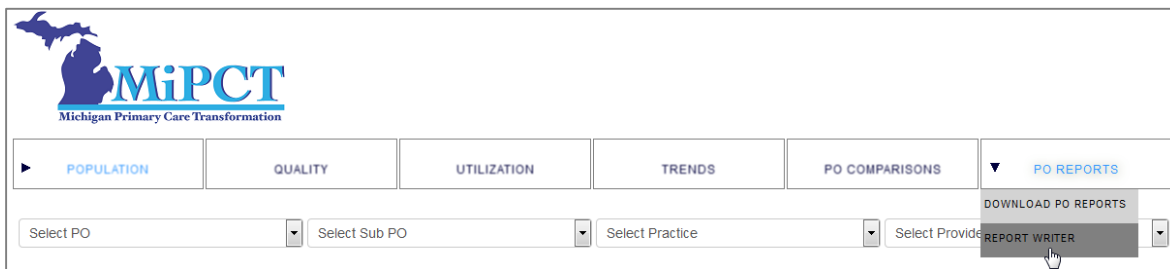 MiPCT
Michigan Primary Care Transformation
POPULATION
QUALITY
UTILIZATION
TRENDS
PO COMPARISONS
PO REPORTS
DOWNLOAD PO REPORTS
Select PO
Select Sub PO
Select Practice
Select Provide
REPORT WRITER